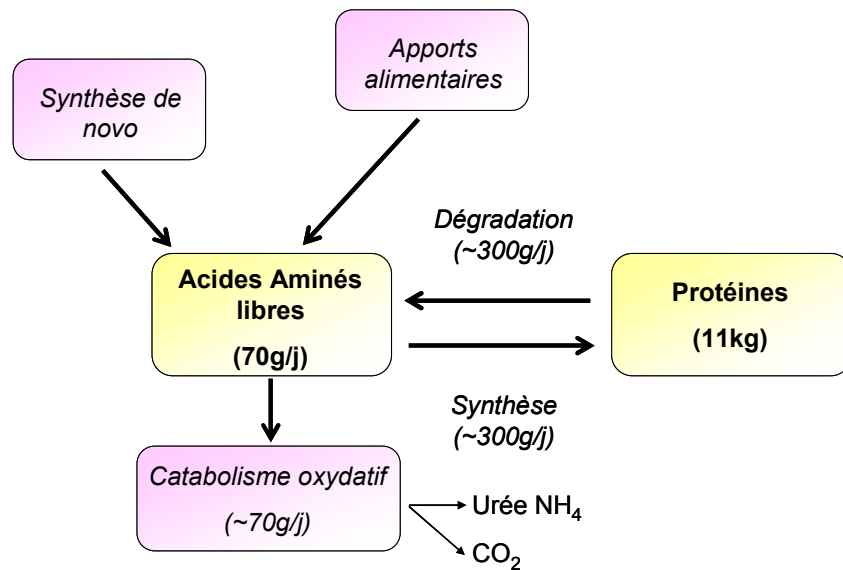 Apports
alimentaires
Synthèse de
novo
Dégradation
(~300g/j)
Acides Aminés
libres
(70g/j)
Protéines
(11kg)
Synthèse
(~300g/j)
Catabolisme oxydatif
(~70g/j)
Urée NH₄
CO₂